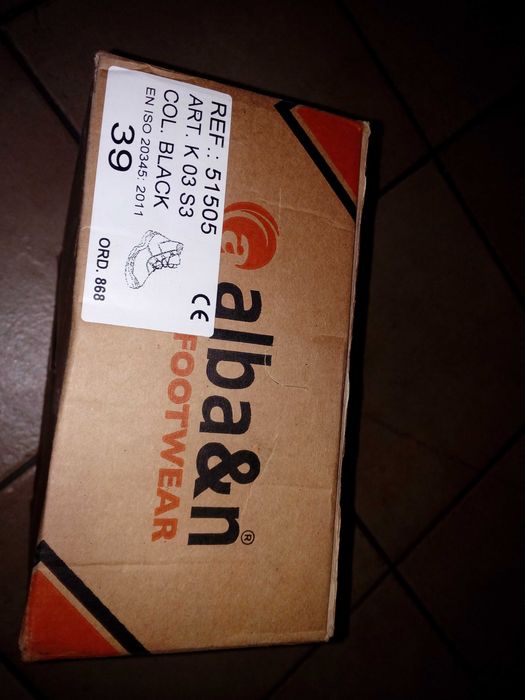 REF.: 51505
ART. K 03 S3
COL. BLACK
EN ISO 20345: 2011
39
ORD. 868
CE
a
alba&n®
FOOTWEAR